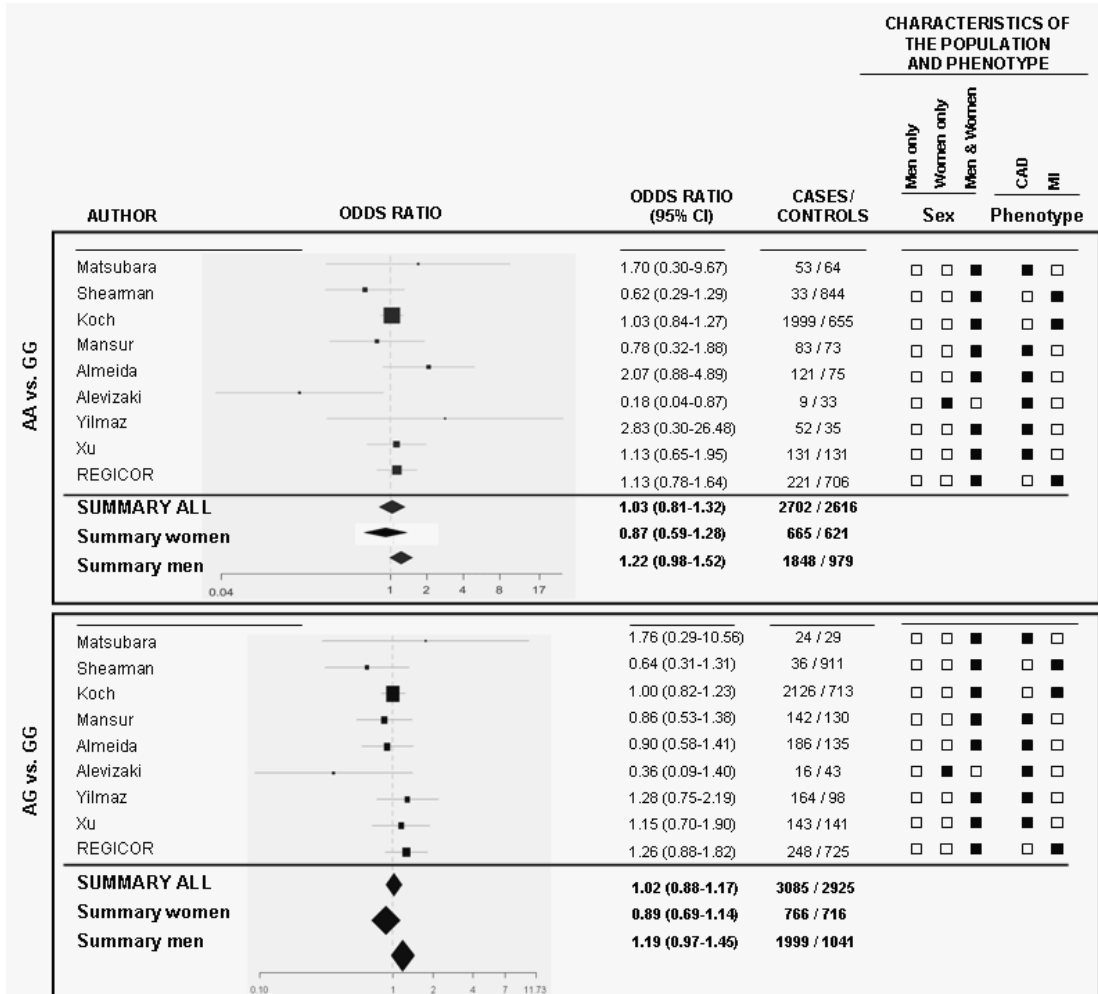 CHARACTERISTICS OF
THE POPULATION
AND PHENOTYPE
Men only
Women only
Men & Women
CAD
MI
AUTHOR ODDS RATIO ODDS RATIO (95% CI) CASES/ CONTROLS Sex Phenotype
AA vs. GG
Matsubara 1.70 (0.30-9.67) 53 / 64
Shearman 0.62 (0.29-1.29) 33 / 844
Koch 1.03 (0.84-1.27) 1999 / 655
Mansur 0.78 (0.32-1.88) 83 / 73
Almeida 2.07 (0.88-4.89) 121 / 75
Alevizaki 0.18 (0.04-0.87) 9 / 33
Yilmaz 2.83 (0.30-26.48) 52 / 35
Xu 1.13 (0.65-1.95) 131 / 131
REGICOR 1.13 (0.78-1.64) 221 / 706
SUMMARY ALL 1.03 (0.81-1.32) 2702 / 2616
Summary women 0.87 (0.59-1.28) 665 / 621
Summary men 1.22 (0.98-1.52) 1848 / 979
0.04 1 2 4 8 17
AG vs. GG
Matsubara 1.76 (0.29-10.56) 24 / 29
Shearman 0.64 (0.31-1.31) 36 / 911
Koch 1.00 (0.82-1.23) 2126 / 713
Mansur 0.86 (0.53-1.38) 142 / 130
Almeida 0.90 (0.58-1.41) 186 / 135
Alevizaki 0.36 (0.09-1.40) 16 / 43
Yilmaz 1.28 (0.75-2.19) 164 / 98
Xu 1.15 (0.70-1.90) 143 / 141
REGICOR 1.26 (0.88-1.82) 248 / 725
SUMMARY ALL 1.02 (0.88-1.17) 3085 / 2925
Summary women 0.89 (0.69-1.14) 766 / 716
Summary men 1.19 (0.97-1.45) 1999 / 1041
0.10 1 2 4 7 11.73